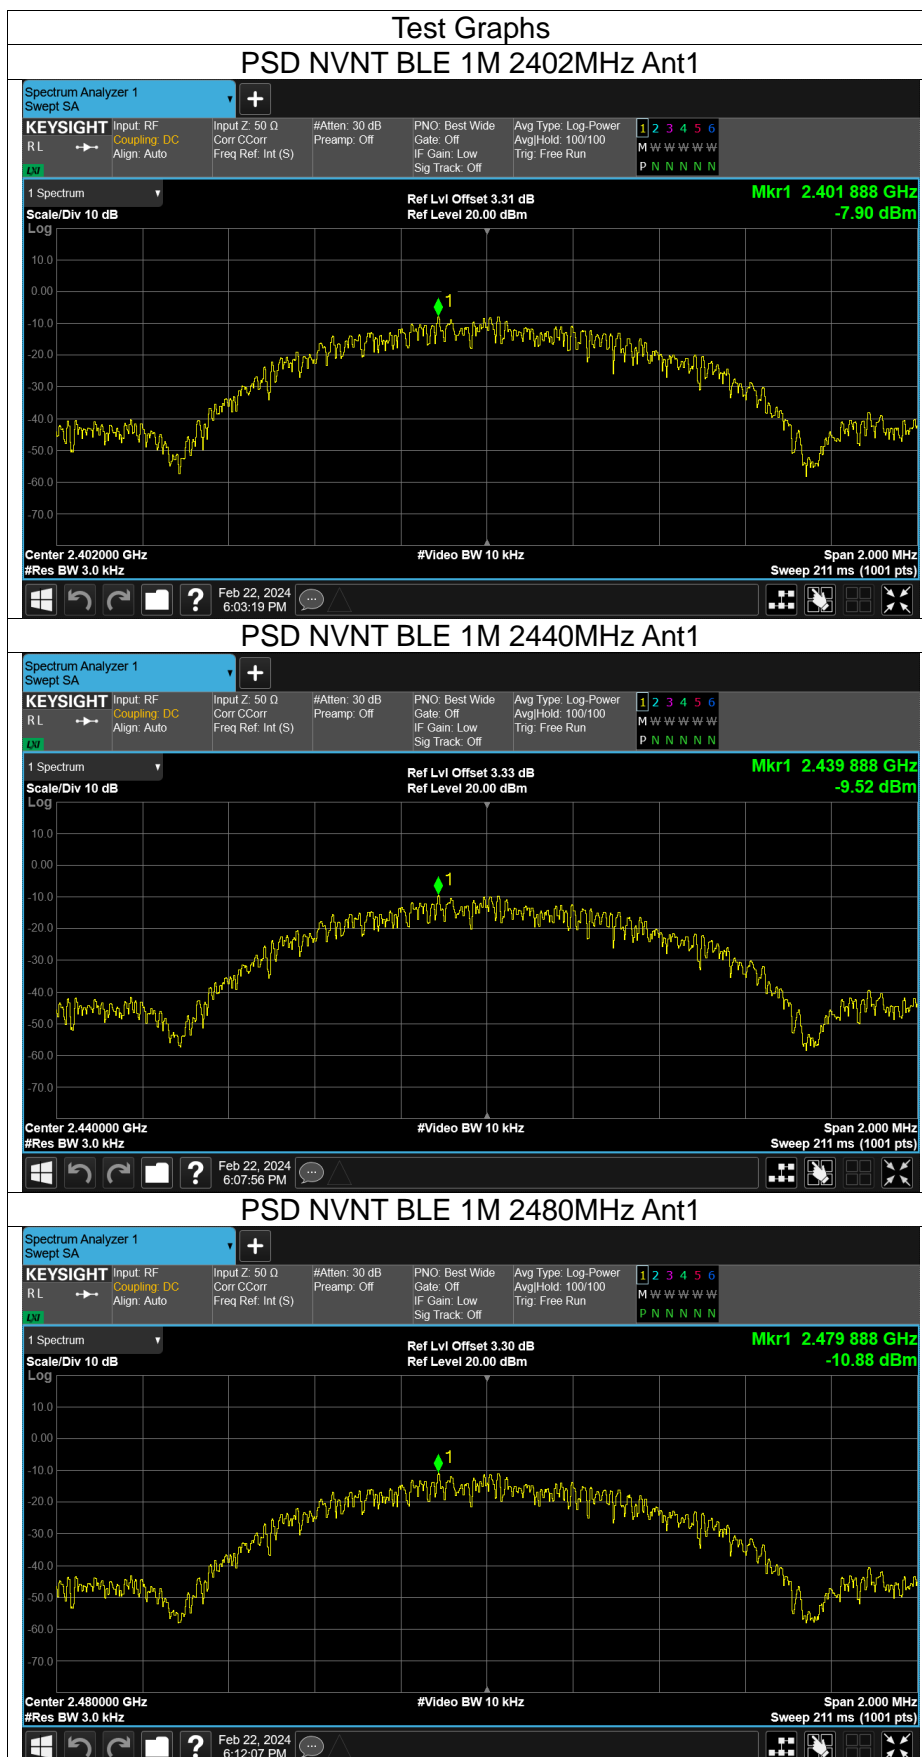 Test Graphs
PSD NVNT BLE 1M 2402MHz Ant1
Spectrum Analyzer 1
Swept SA
KEYSIGHT Input: RF Input Z: 50 Ω #Atten: 30 dB PNO: Best Wide Avg Type: Log-Power 1 2 3 4 5 6
RL Coupling: DC Corr CCorr Preamp: Off Gate: Off Avg|Hold: 100/100 M W W W W W
Align: Auto Freq Ref: Int (S) IF Gain: Low Trig: Free Run
LXI Sig Track: Off P N N N N N
1 Spectrum Ref Lvl Offset 3.31 dB Mkr1 2.401 888 GHz
Scale/Div 10 dB Ref Level 20.00 dBm -7.90 dBm
Log
10.0
0.00
1
-10.0
-20.0
-30.0
-40.0
-50.0
-60.0
-70.0
Center 2.402000 GHz #Video BW 10 kHz Span 2.000 MHz
#Res BW 3.0 kHz Sweep 211 ms (1001 pts)
? Feb 22, 2024
6:03:19 PM
PSD NVNT BLE 1M 2440MHz Ant1
Spectrum Analyzer 1
Swept SA
KEYSIGHT Input: RF Input Z: 50 Ω #Atten: 30 dB PNO: Best Wide Avg Type: Log-Power 1 2 3 4 5 6
RL Coupling: DC Corr CCorr Preamp: Off Gate: Off Avg|Hold: 100/100 M W W W W W
Align: Auto Freq Ref: Int (S) IF Gain: Low Trig: Free Run
LXI Sig Track: Off P N N N N N
1 Spectrum Ref Lvl Offset 3.33 dB Mkr1 2.439 888 GHz
Scale/Div 10 dB Ref Level 20.00 dBm -9.52 dBm
Log
10.0
0.00
1
-10.0
-20.0
-30.0
-40.0
-50.0
-60.0
-70.0
Center 2.440000 GHz #Video BW 10 kHz Span 2.000 MHz
#Res BW 3.0 kHz Sweep 211 ms (1001 pts)
? Feb 22, 2024
6:07:56 PM
PSD NVNT BLE 1M 2480MHz Ant1
Spectrum Analyzer 1
Swept SA
KEYSIGHT Input: RF Input Z: 50 Ω #Atten: 30 dB PNO: Best Wide Avg Type: Log-Power 1 2 3 4 5 6
RL Coupling: DC Corr CCorr Preamp: Off Gate: Off Avg|Hold: 100/100 M W W W W W
Align: Auto Freq Ref: Int (S) IF Gain: Low Trig: Free Run
LXI Sig Track: Off P N N N N N
1 Spectrum Ref Lvl Offset 3.30 dB Mkr1 2.479 888 GHz
Scale/Div 10 dB Ref Level 20.00 dBm -10.88 dBm
Log
10.0
0.00
1
-10.0
-20.0
-30.0
-40.0
-50.0
-60.0
-70.0
Center 2.480000 GHz #Video BW 10 kHz Span 2.000 MHz
#Res BW 3.0 kHz Sweep 211 ms (1001 pts)
? Feb 22, 2024
6:12:07 PM